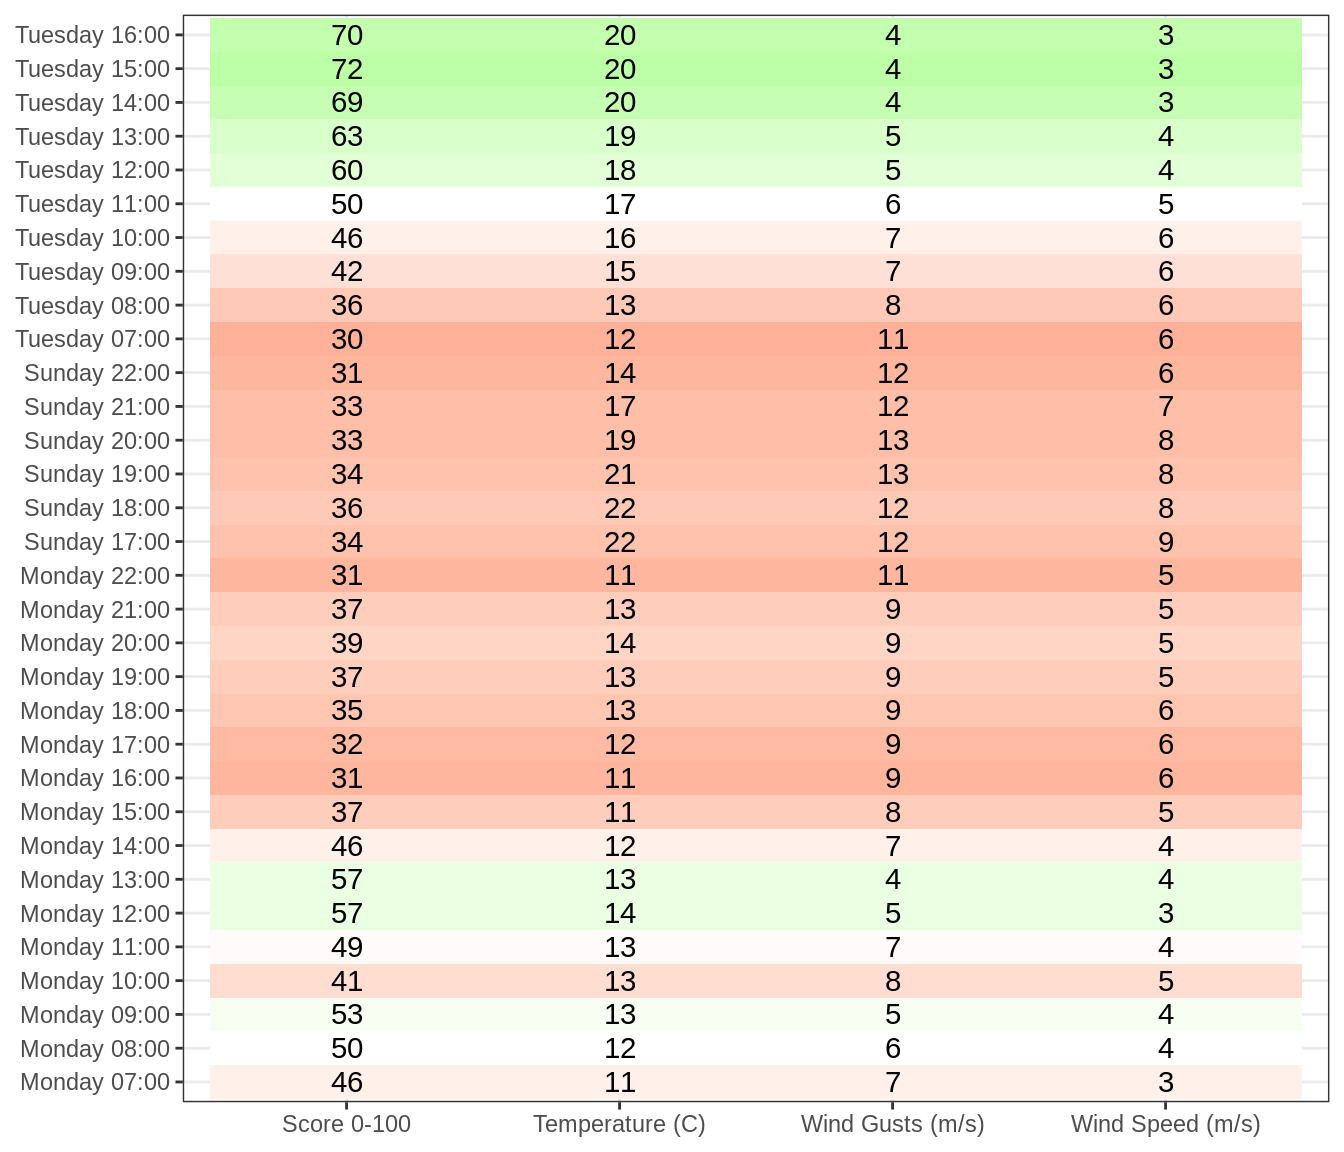 Tuesday 16:00 70 20 4 3
Tuesday 15:00 72 20 4 3
Tuesday 14:00 69 20 4 3
Tuesday 13:00 63 19 5 4
Tuesday 12:00 60 18 5 4
Tuesday 11:00 50 17 6 5
Tuesday 10:00 46 16 7 6
Tuesday 09:00 42 15 7 6
Tuesday 08:00 36 13 8 6
Tuesday 07:00 30 12 11 6
Sunday 22:00 31 14 12 6
Sunday 21:00 33 17 12 7
Sunday 20:00 33 19 13 8
Sunday 19:00 34 21 13 8
Sunday 18:00 36 22 12 8
Sunday 17:00 34 22 12 9
Monday 22:00 31 11 11 5
Monday 21:00 37 13 9 5
Monday 20:00 39 14 9 5
Monday 19:00 37 13 9 5
Monday 18:00 35 13 9 6
Monday 17:00 32 12 9 6
Monday 16:00 31 11 9 6
Monday 15:00 37 11 8 5
Monday 14:00 46 12 7 4
Monday 13:00 57 13 4 4
Monday 12:00 57 14 5 3
Monday 11:00 49 13 7 4
Monday 10:00 41 13 8 5
Monday 09:00 53 13 5 4
Monday 08:00 50 12 6 4
Monday 07:00 46 11 7 3
Score 0-100 Temperature (C) Wind Gusts (m/s) Wind Speed (m/s)